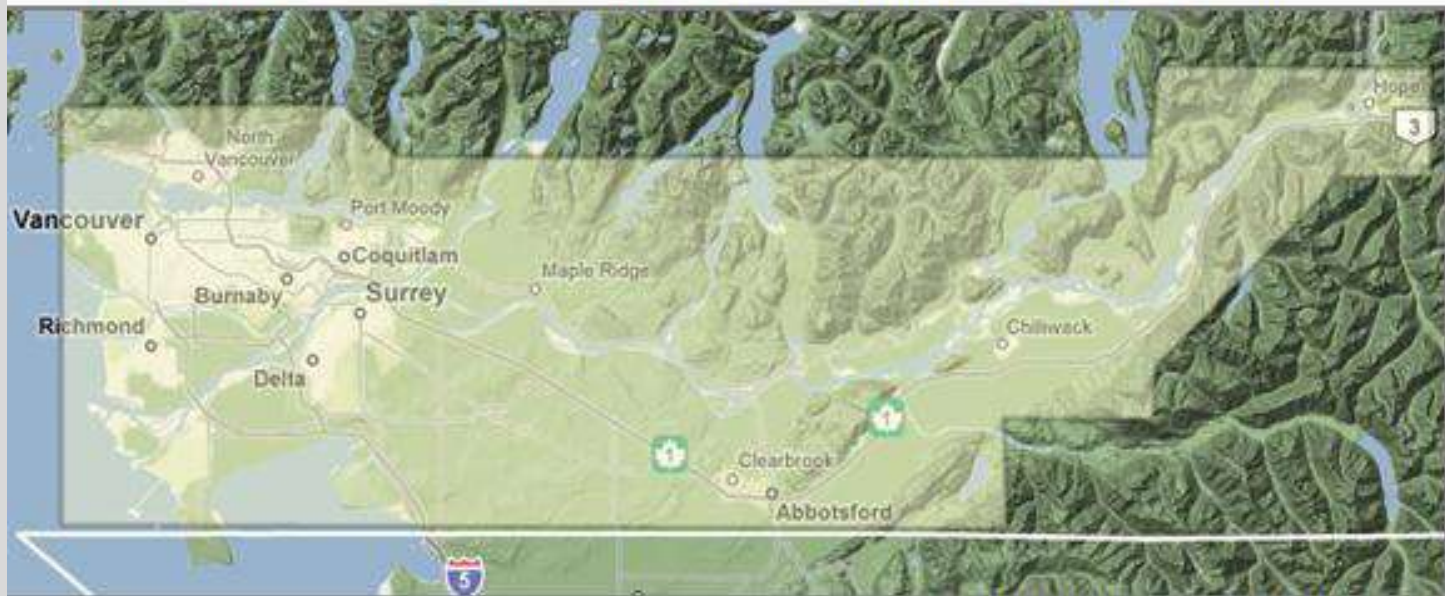 Hope
3
North
Vancouver
Port Moody
Vancouver
Coquitlam
Maple Ridge
Burnaby
Surrey
Richmond
Chilliwack
Delta
1
1
Clearbrook
Abbotsford
5